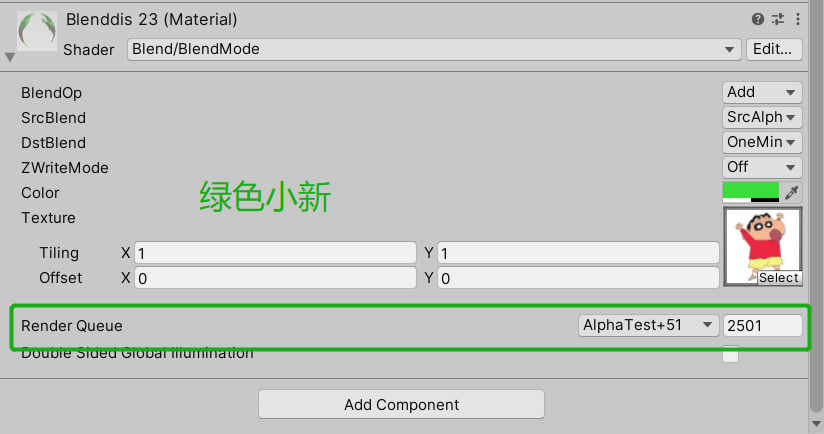 Blenddis 23 (Material)
Shader Blend/BlendMode Edit...
BlendOp Add
SrcBlend SrcAlph
DstBlend OneMin
ZWriteMode Off
Color
绿色小新
Texture
Tiling X 1 Y 1
Offset X 0 Y 0
Select
Render Queue AlphaTest+51 2501
Double Sided Global Illumination
Add Component